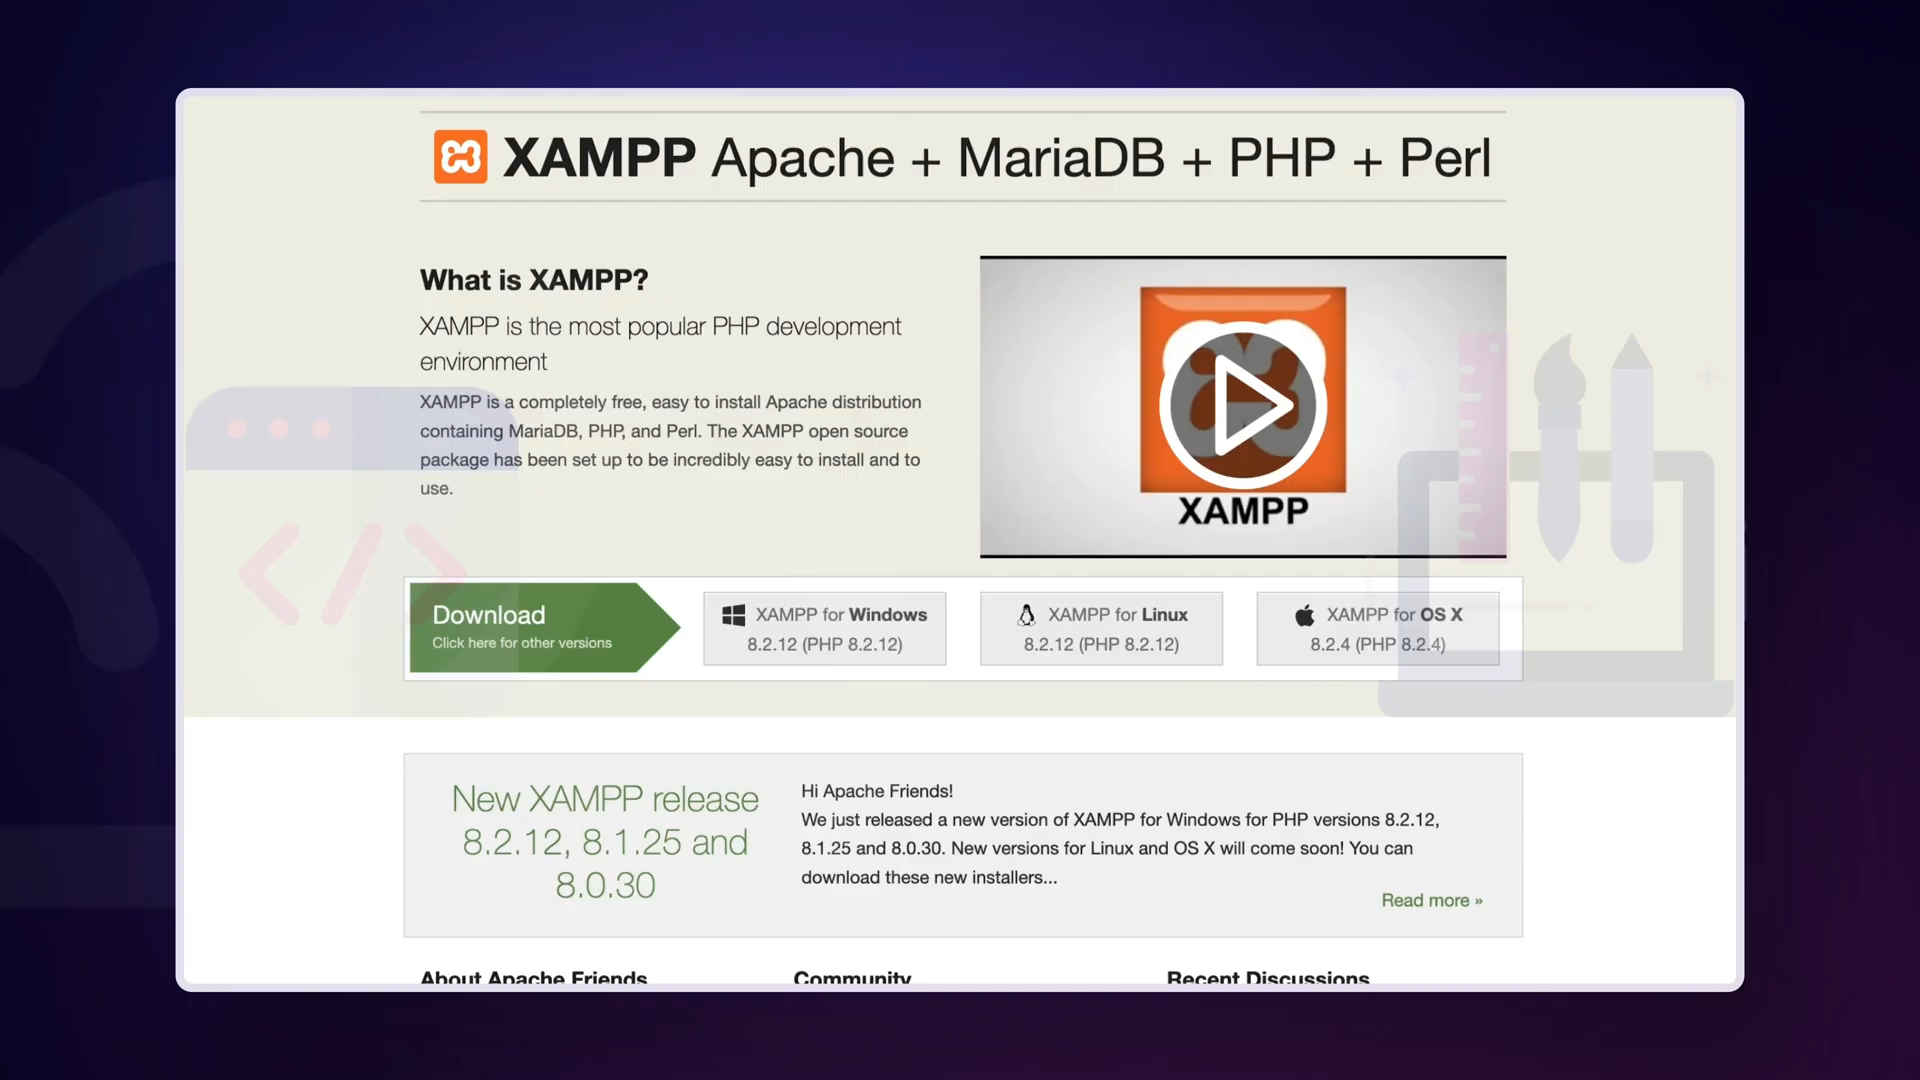 XAMPP Apache + MariaDB + PHP + Perl
What is XAMPP?
XAMPP is the most popular PHP development
environment
XAMPP is a completely free, easy to install Apache distribution
containing MariaDB, PHP, and Perl. The XAMPP open source
package has been set up to be incredibly easy to install and to
use.
XAMPP
Download
Click here for other versions
XAMPP for Windows
8.2.12 (PHP 8.2.12)
XAMPP for Linux
8.2.12 (PHP 8.2.12)
XAMPP for OS X
8.2.4 (PHP 8.2.4)
New XAMPP release
8.2.12, 8.1.25 and
8.0.30
Hi Apache Friends!
We just released a new version of XAMPP for Windows for PHP versions 8.2.12,
8.1.25 and 8.0.30. New versions for Linux and OS X will come soon! You can
download these new installers...
Read more »
About Apache Friends
Community
Recent Discussions